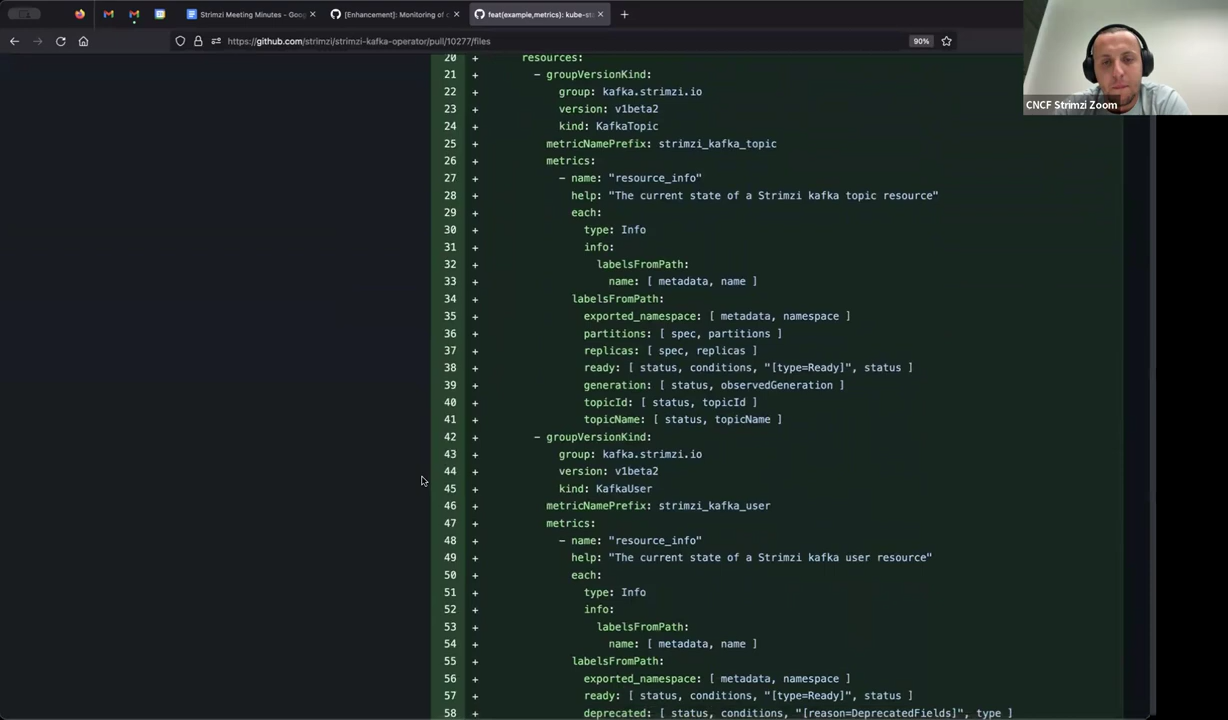 Strimzi Meeting Minutes - Goog
[Enhancement]: Monitoring of c
feat(example,metrics): kube-sta
https://github.com/strimzi/strimzi-kafka-operator/pull/10277/files
90%
CNCF Strimzi Zoom
20 + resources:
21 + - groupVersionKind:
22 + group: kafka.strimzi.io
23 + version: v1beta2
24 + kind: KafkaTopic
25 + metricNamePrefix: strimzi_kafka_topic
26 + metrics:
27 + - name: "resource_info"
28 + help: "The current state of a Strimzi kafka topic resource"
29 + each:
30 + type: Info
31 + info:
32 + labelsFromPath:
33 + name: [ metadata, name ]
34 + labelsFromPath:
35 + exported_namespace: [ metadata, namespace ]
36 + partitions: [ spec, partitions ]
37 + replicas: [ spec, replicas ]
38 + ready: [ status, conditions, "[type=Ready]", status ]
39 + generation: [ status, observedGeneration ]
40 + topicId: [ status, topicId ]
41 + topicName: [ status, topicName ]
42 + - groupVersionKind:
43 + group: kafka.strimzi.io
44 + version: v1beta2
45 + kind: KafkaUser
46 + metricNamePrefix: strimzi_kafka_user
47 + metrics:
48 + - name: "resource_info"
49 + help: "The current state of a Strimzi kafka user resource"
50 + each:
51 + type: Info
52 + info:
53 + labelsFromPath:
54 + name: [ metadata, name ]
55 + labelsFromPath:
56 + exported_namespace: [ metadata, namespace ]
57 + ready: [ status, conditions, "[type=Ready]", status ]
58 + deprecated: [ status, conditions, "[reason=DeprecatedFields]", type ]